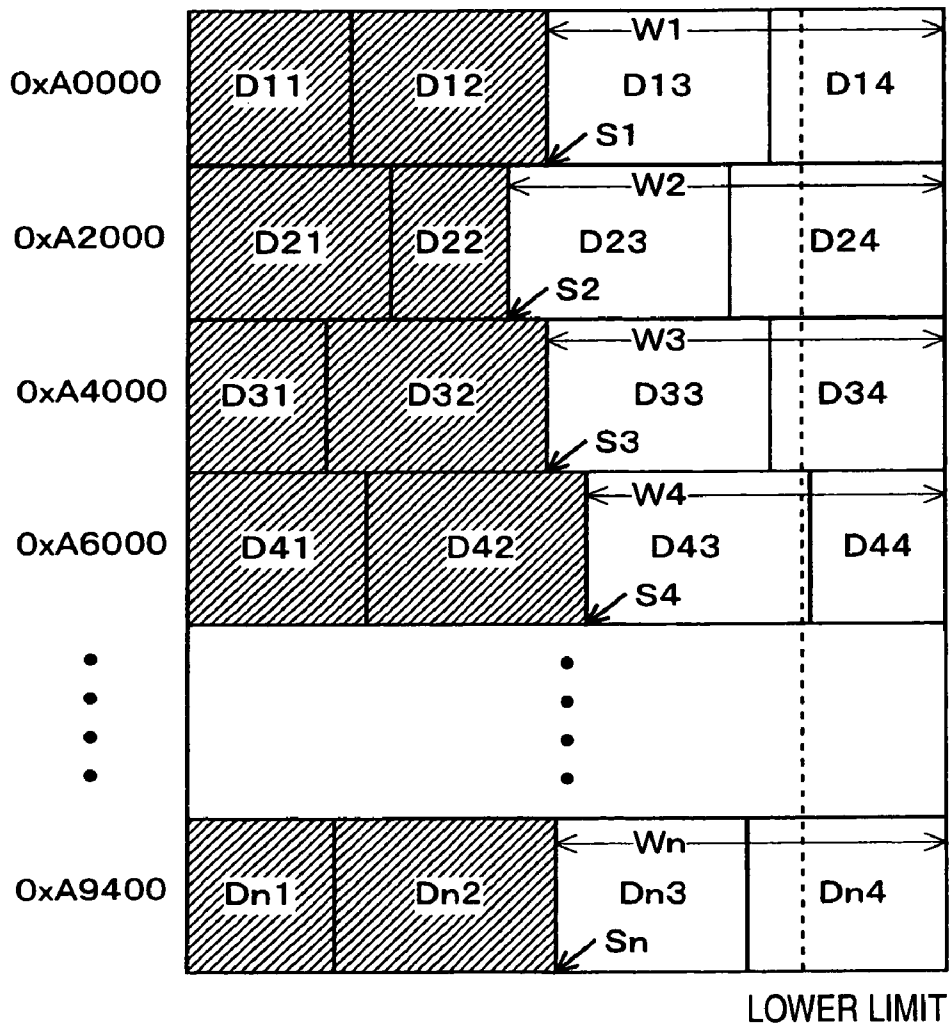 W1
0xA0000 D11 D12 D13 D14
S1
W2
0xA2000 D21 D22 D23 D24
S2
W3
0xA4000 D31 D32 D33 D34
S3
W4
0xA6000 D41 D42 D43 D44
S4
Wn
0xA9400 Dn1 Dn2 Dn3 Dn4
Sn
LOWER LIMIT